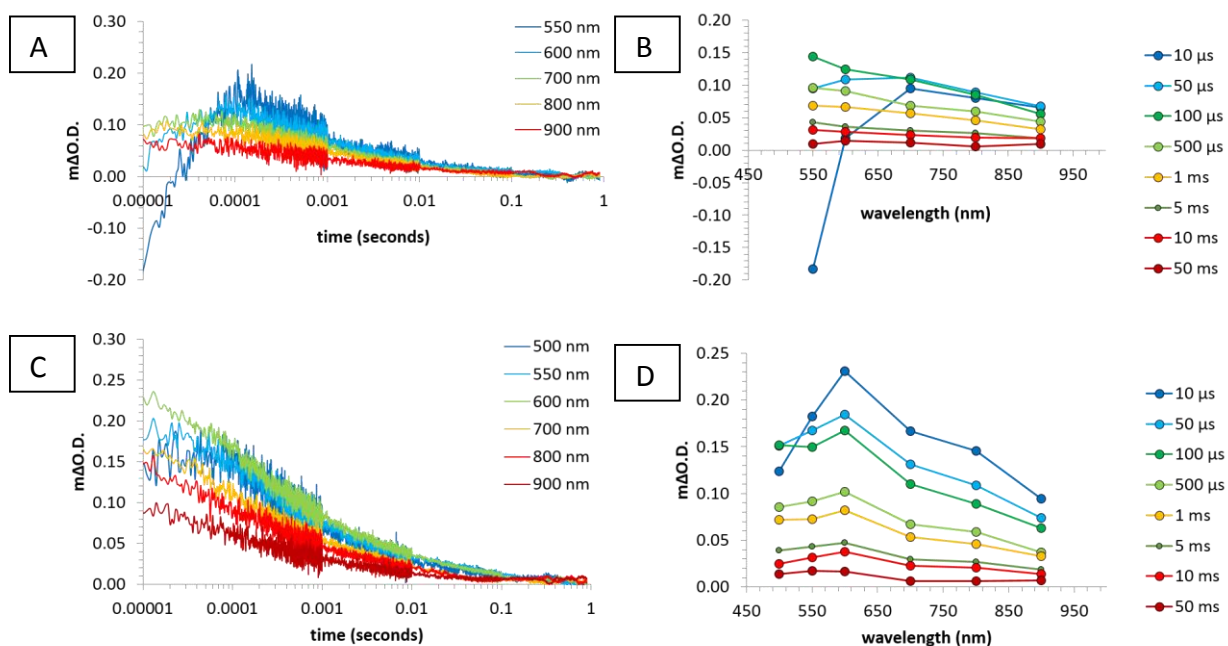 A
0.30
0.20
0.10
0.00
-0.10
-0.20
mΔO.D.
0.00001 0.0001 0.001 0.01 0.1 1
time (seconds)
550 nm
600 nm
700 nm
800 nm
900 nm
B
0.20
0.15
0.10
0.05
0.00
-0.05
-0.10
-0.15
-0.20
mΔO.D.
450 550 650 750 850 950
wavelength (nm)
10 µs
50 µs
100 µs
500 µs
1 ms
5 ms
10 ms
50 ms
C
0.30
0.25
0.20
0.15
0.10
0.05
0.00
mΔO.D.
0.00001 0.0001 0.001 0.01 0.1 1
time (seconds)
500 nm
550 nm
600 nm
700 nm
800 nm
900 nm
D
0.25
0.20
0.15
0.10
0.05
0.00
mΔO.D.
450 550 650 750 850 950
wavelength (nm)
10 µs
50 µs
100 µs
500 µs
1 ms
5 ms
10 ms
50 ms